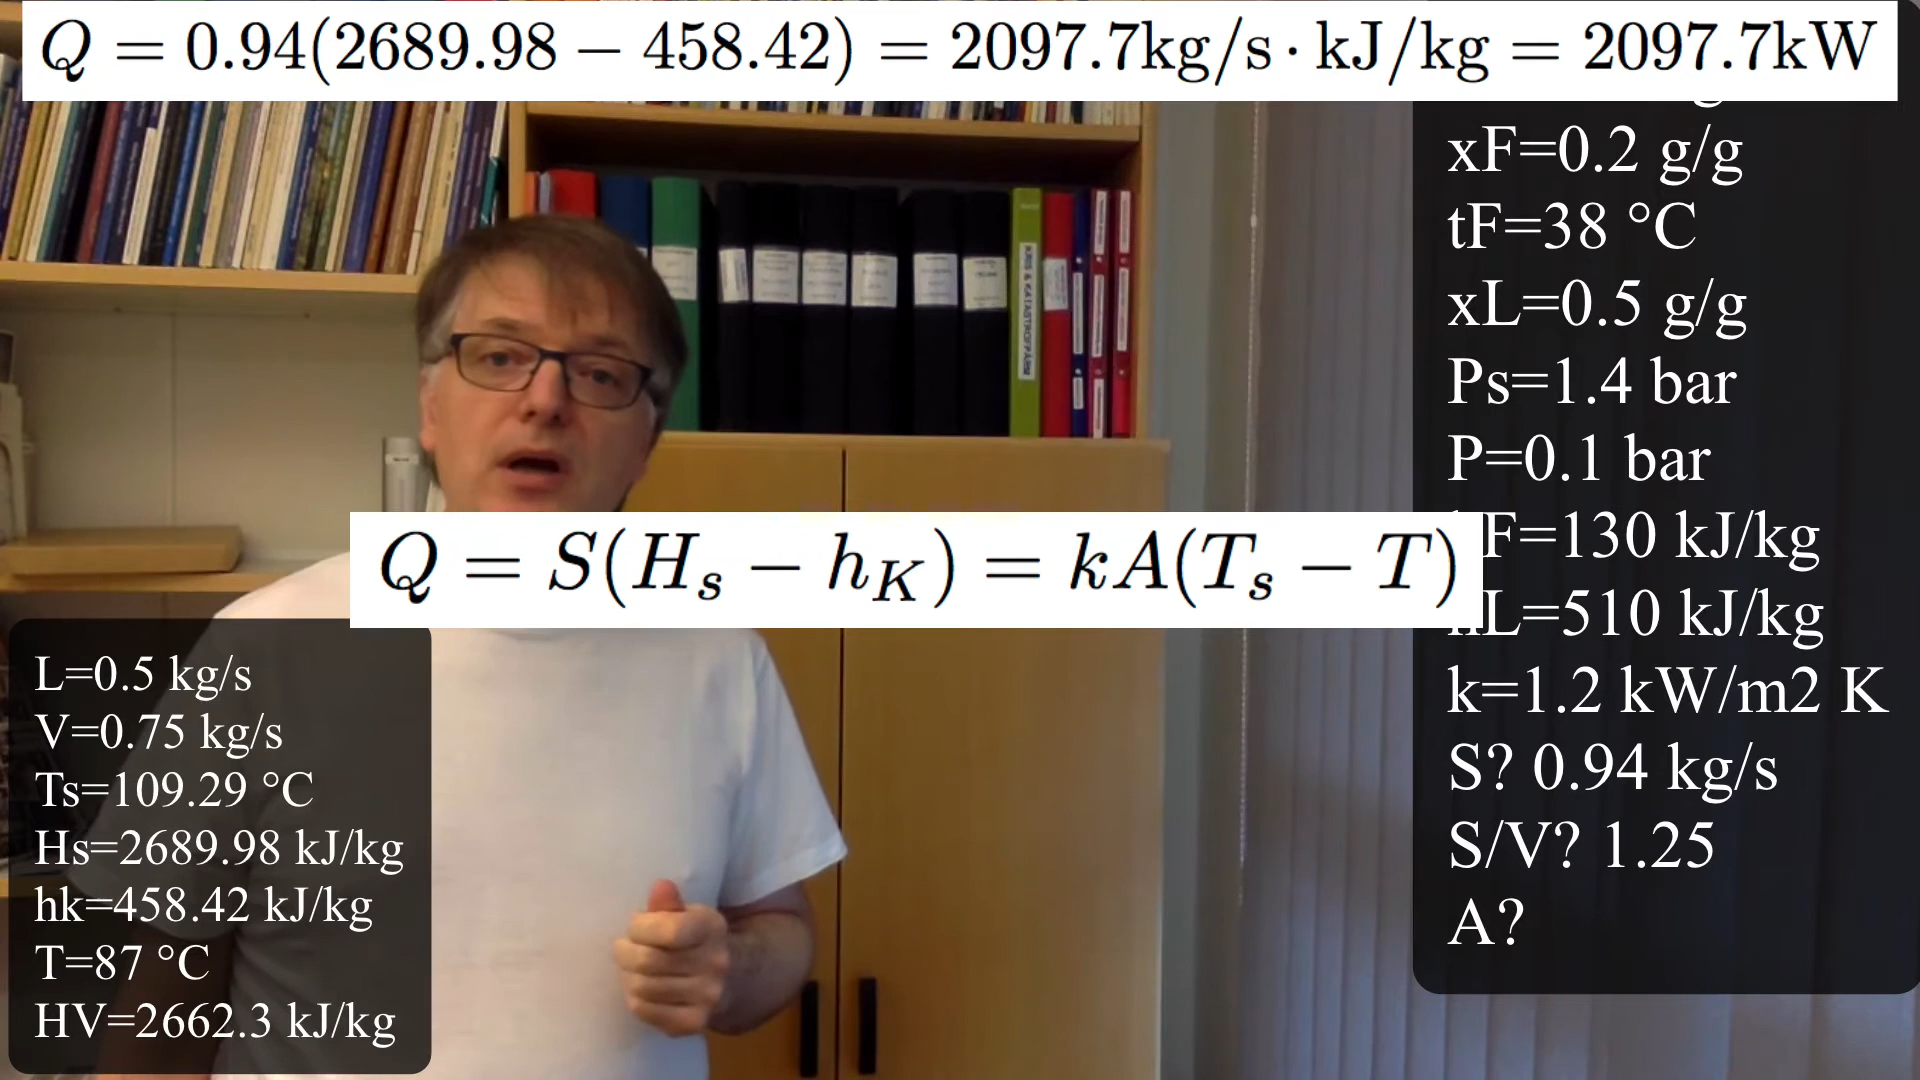 Q = 0.94(2689.98 − 458.42) = 2097.7kg/s · kJ/kg = 2097.7kW
xF=0.2 g/g
tF=38 °C
xL=0.5 g/g
Ps=1.4 bar
P=0.1 bar
F=130 kJ/kg
L=510 kJ/kg
k=1.2 kW/m2 K
S? 0.94 kg/s
S/V? 1.25
A?
Q = S(H_s − h_K) = kA(T_s − T)
L=0.5 kg/s
V=0.75 kg/s
Ts=109.29 °C
Hs=2689.98 kJ/kg
hk=458.42 kJ/kg
T=87 °C
HV=2662.3 kJ/kg